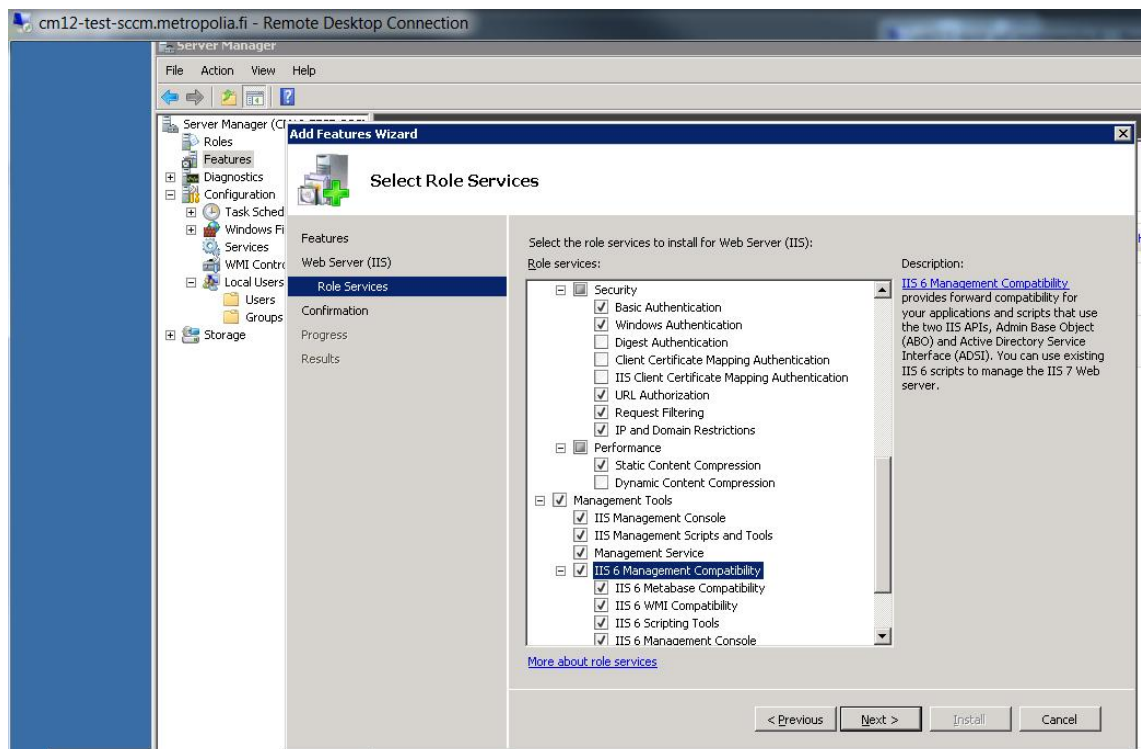 cm12-test-sccm.metropolia.fi - Remote Desktop Connection
Server Manager
File Action View Help
Server Manager (
Roles
Features
Diagnostics
Configuration
Task Sched
Windows Fi
Services
WMI Contro
Local Users
Users
Groups
Storage
Add Features Wizard
Select Role Services
Features
Web Server (IIS)
Role Services
Confirmation
Progress
Results
Select the role services to install for Web Server (IIS):
Role services:
Security
Basic Authentication
Windows Authentication
Digest Authentication
Client Certificate Mapping Authentication
IIS Client Certificate Mapping Authentication
URL Authorization
Request Filtering
IP and Domain Restrictions
Performance
Static Content Compression
Dynamic Content Compression
Management Tools
IIS Management Console
IIS Management Scripts and Tools
Management Service
IIS 6 Management Compatibility
IIS 6 Metabase Compatibility
IIS 6 WMI Compatibility
IIS 6 Scripting Tools
IIS 6 Management Console
More about role services
Description:
IIS 6 Management Compatibility
provides forward compatibility for
your applications and scripts that use
the two IIS APIs, Admin Base Object
(ABO) and Active Directory Service
Interface (ADSI). You can use existing
IIS 6 scripts to manage the IIS 7 Web
server.
< Previous Next > Install Cancel